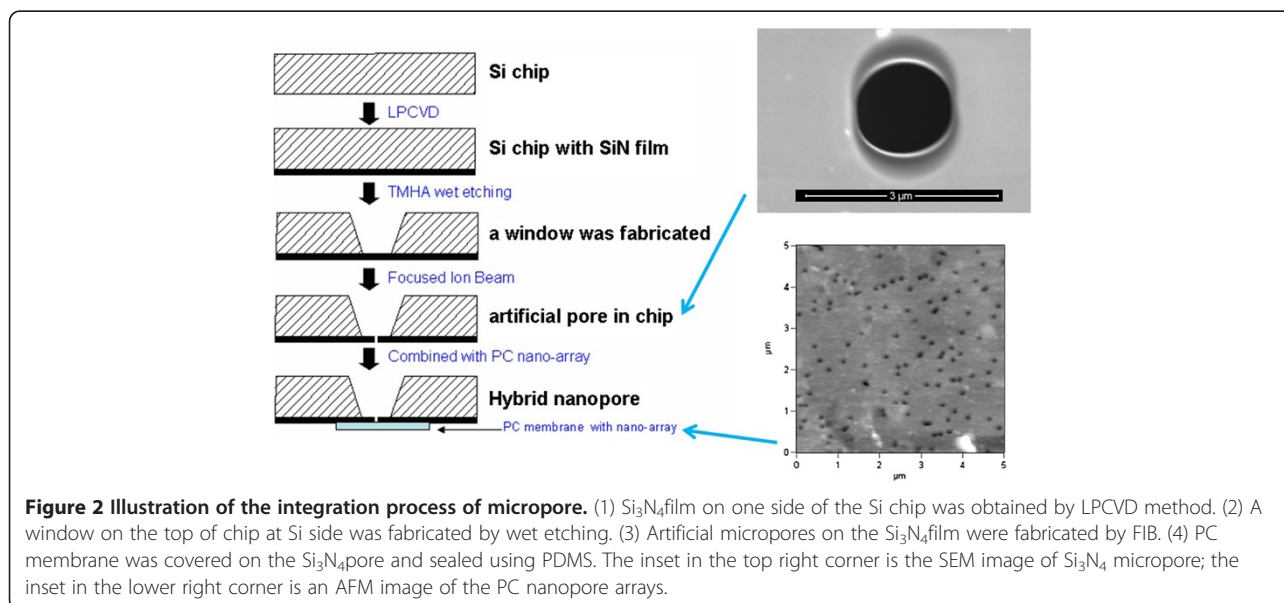 Si chip
LPCVD
Si chip with SiN film
TMHA wet etching
a window was fabricated
Focused Ion Beam
artificial pore in chip
Combined with PC nano-array
Hybrid nanopore
PC membrane with nano-array
3 µm
5
4
3
2
1
0
µm
0 1 2 3 4 5
µm
Figure 2 Illustration of the integration process of micropore. (1) Si₃N₄film on one side of the Si chip was obtained by LPCVD method. (2) A
window on the top of chip at Si side was fabricated by wet etching. (3) Artificial micropores on the Si₃N₄film were fabricated by FIB. (4) PC
membrane was covered on the Si₃N₄pore and sealed using PDMS. The inset in the top right corner is the SEM image of Si₃N₄ micropore; the
inset in the lower right corner is an AFM image of the PC nanopore arrays.